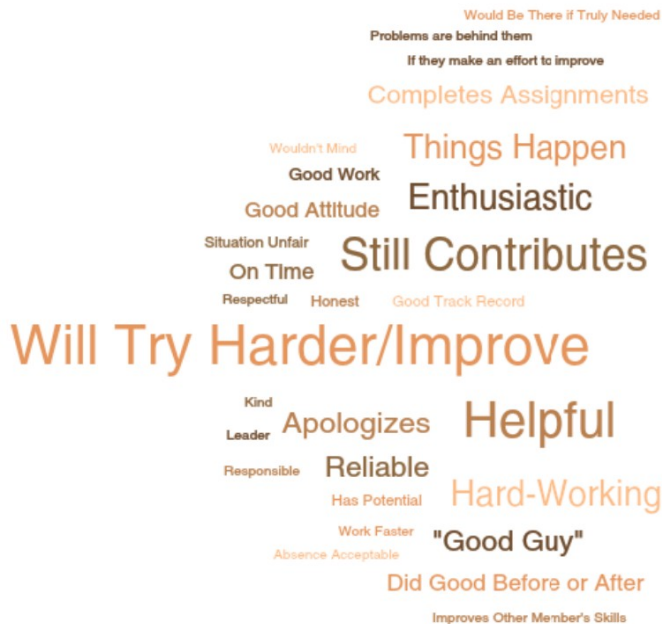 Would Be There if Truly Needed
Problems are behind them
If they make an effort to improve
Completes Assignments
Wouldn't Mind
Things Happen
Good Work
Enthusiastic
Good Attitude
Situation Unfair
Still Contributes
On Time
Respectful
Honest
Good Track Record
Will Try Harder/Improve
Kind
Apologizes
Helpful
Leader
Responsible
Reliable
Has Potential
Hard-Working
Work Faster
"Good Guy"
Absence Acceptable
Did Good Before or After
Improves Other Member's Skills